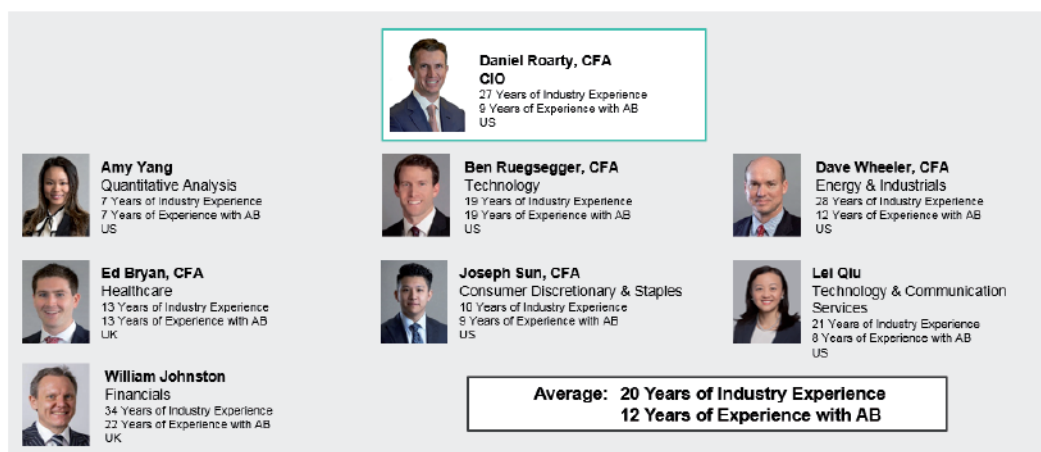 Daniel Roarty, CFA
CIO
27 Years of Industry Experience
9 Years of Experience with AB
US
Amy Yang
Quantitative Analysis
7 Years of Industry Experience
7 Years of Experience with AB
US
Ben Ruegsegger, CFA
Technology
19 Years of Industry Experience
19 Years of Experience with AB
US
Dave Wheeler, CFA
Energy & Industrials
28 Years of Industry Experience
12 Years of Experience with AB
US
Ed Bryan, CFA
Healthcare
13 Years of Industry Experience
13 Years of Experience with AB
UK
Joseph Sun, CFA
Consumer Discretionary & Staples
10 Years of Industry Experience
9 Years of Experience with AB
US
Lei Qiu
Technology & Communication
Services
21 Years of Industry Experience
8 Years of Experience with AB
US
William Johnston
Financials
34 Years of Industry Experience
22 Years of Experience with AB
UK
Average: 20 Years of Industry Experience
12 Years of Experience with AB